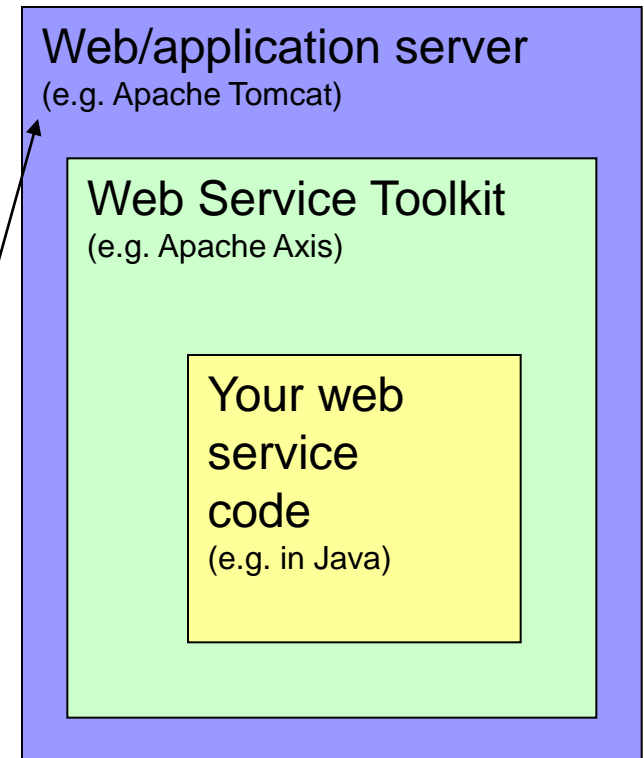 Web/application server
(e.g. Apache Tomcat)
Web Service Toolkit
(e.g. Apache Axis)
Your web
service
code
(e.g. in Java)